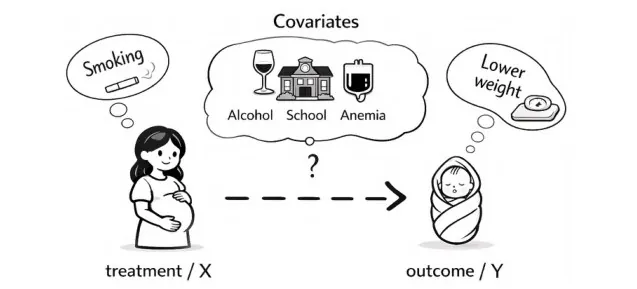 Covariates
Smoking
Alcohol School Anemia
Lower
weight
?
treatment / X
outcome / Y